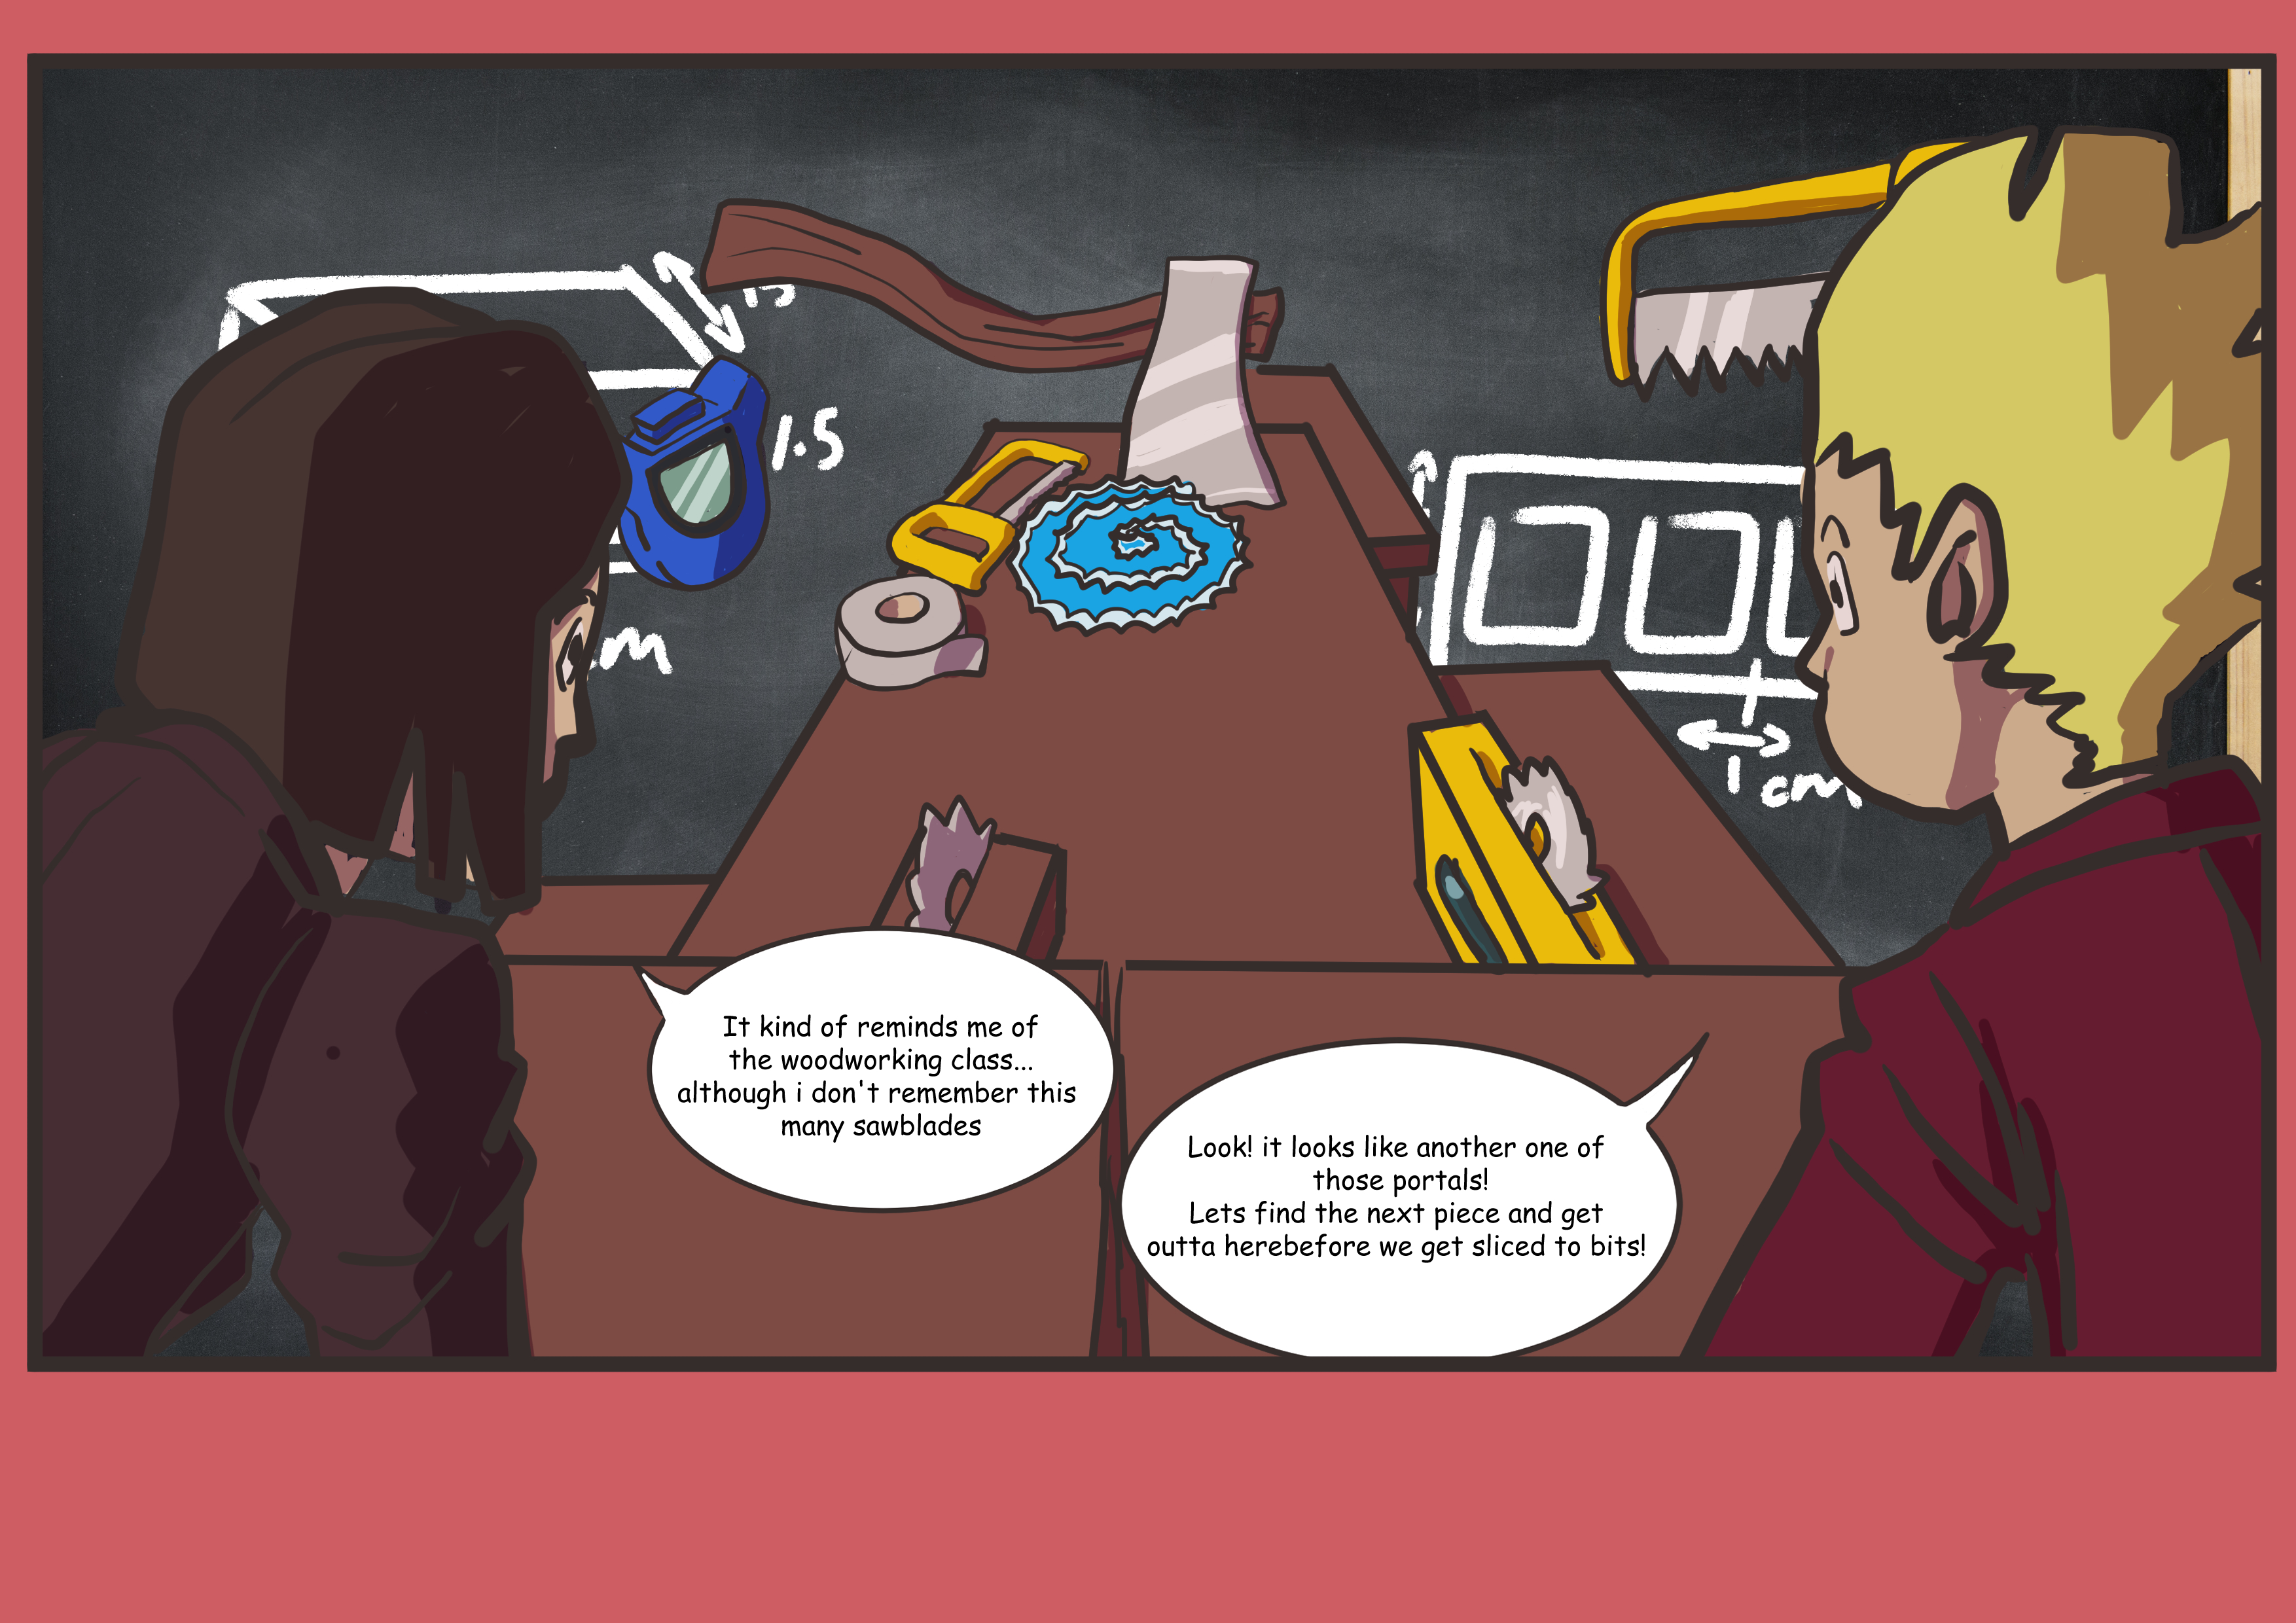 15
1.5
cm
1 cm
It kind of reminds me of
the woodworking class...
although i don't remember this
many sawblades
Look! it looks like another one of
those portals!
Lets find the next piece and get
outta herebefore we get sliced to bits!